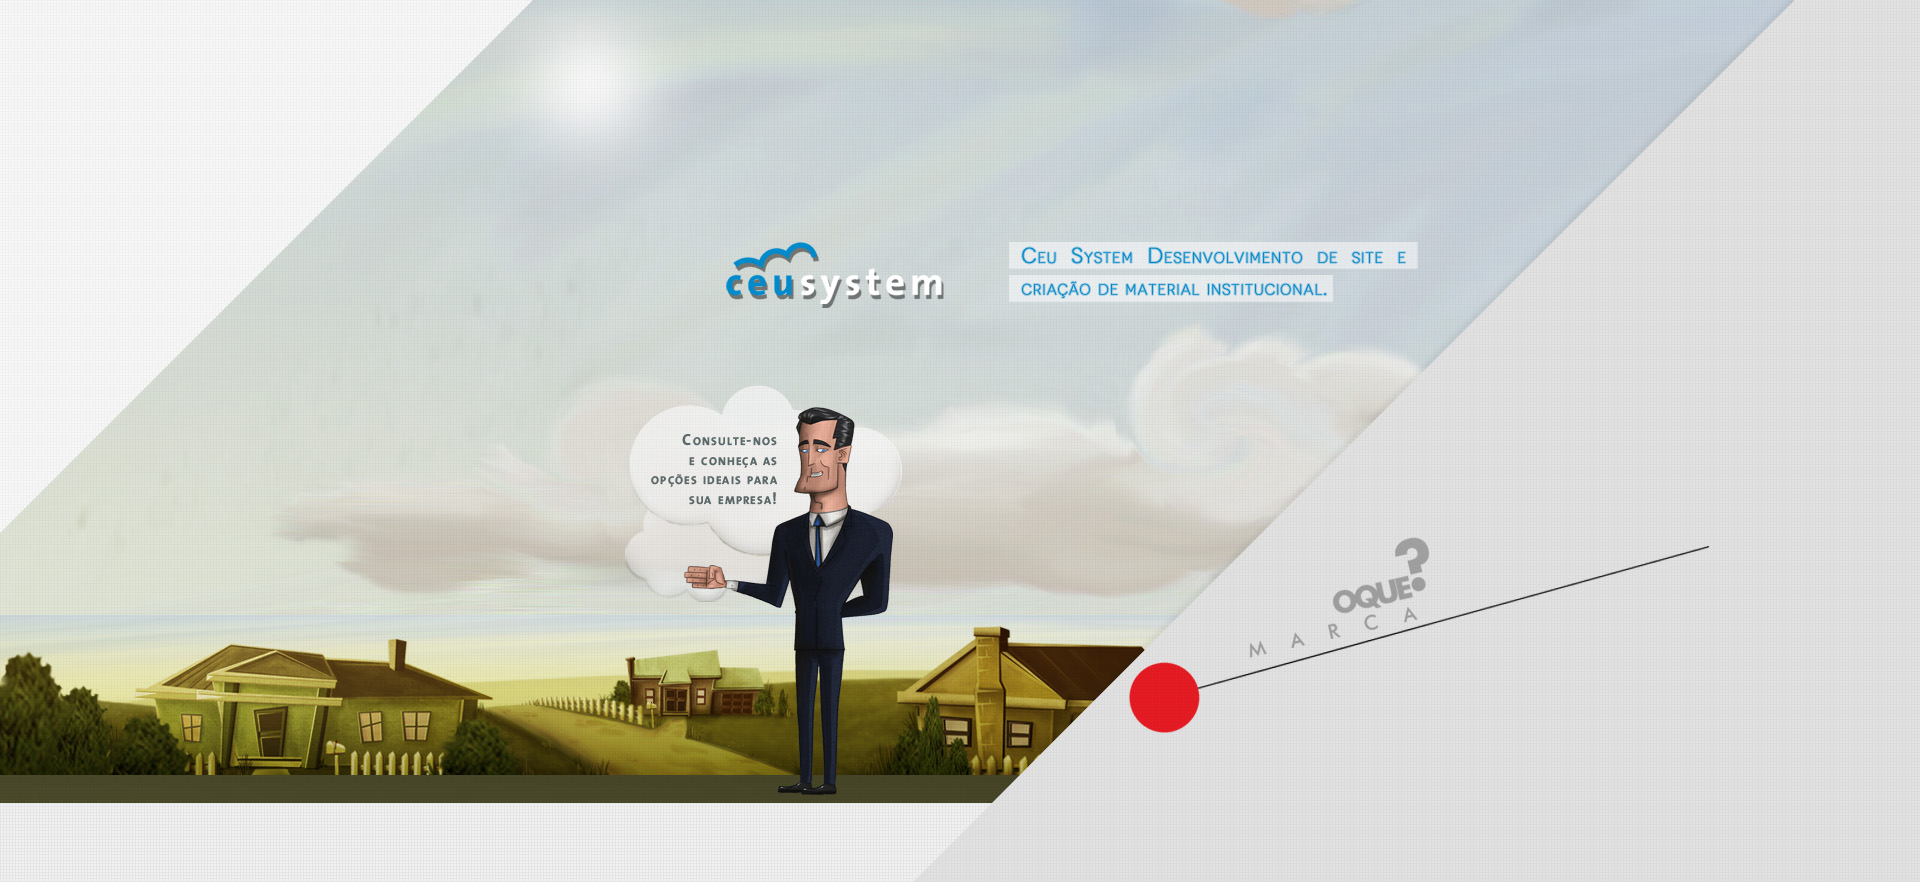 ceusystem
Ceu System Desenvolvimento de site e
criação de material institucional.
Consulte-nos
e conheça as
opções ideais para
sua empresa!
OQUE?
MARCA